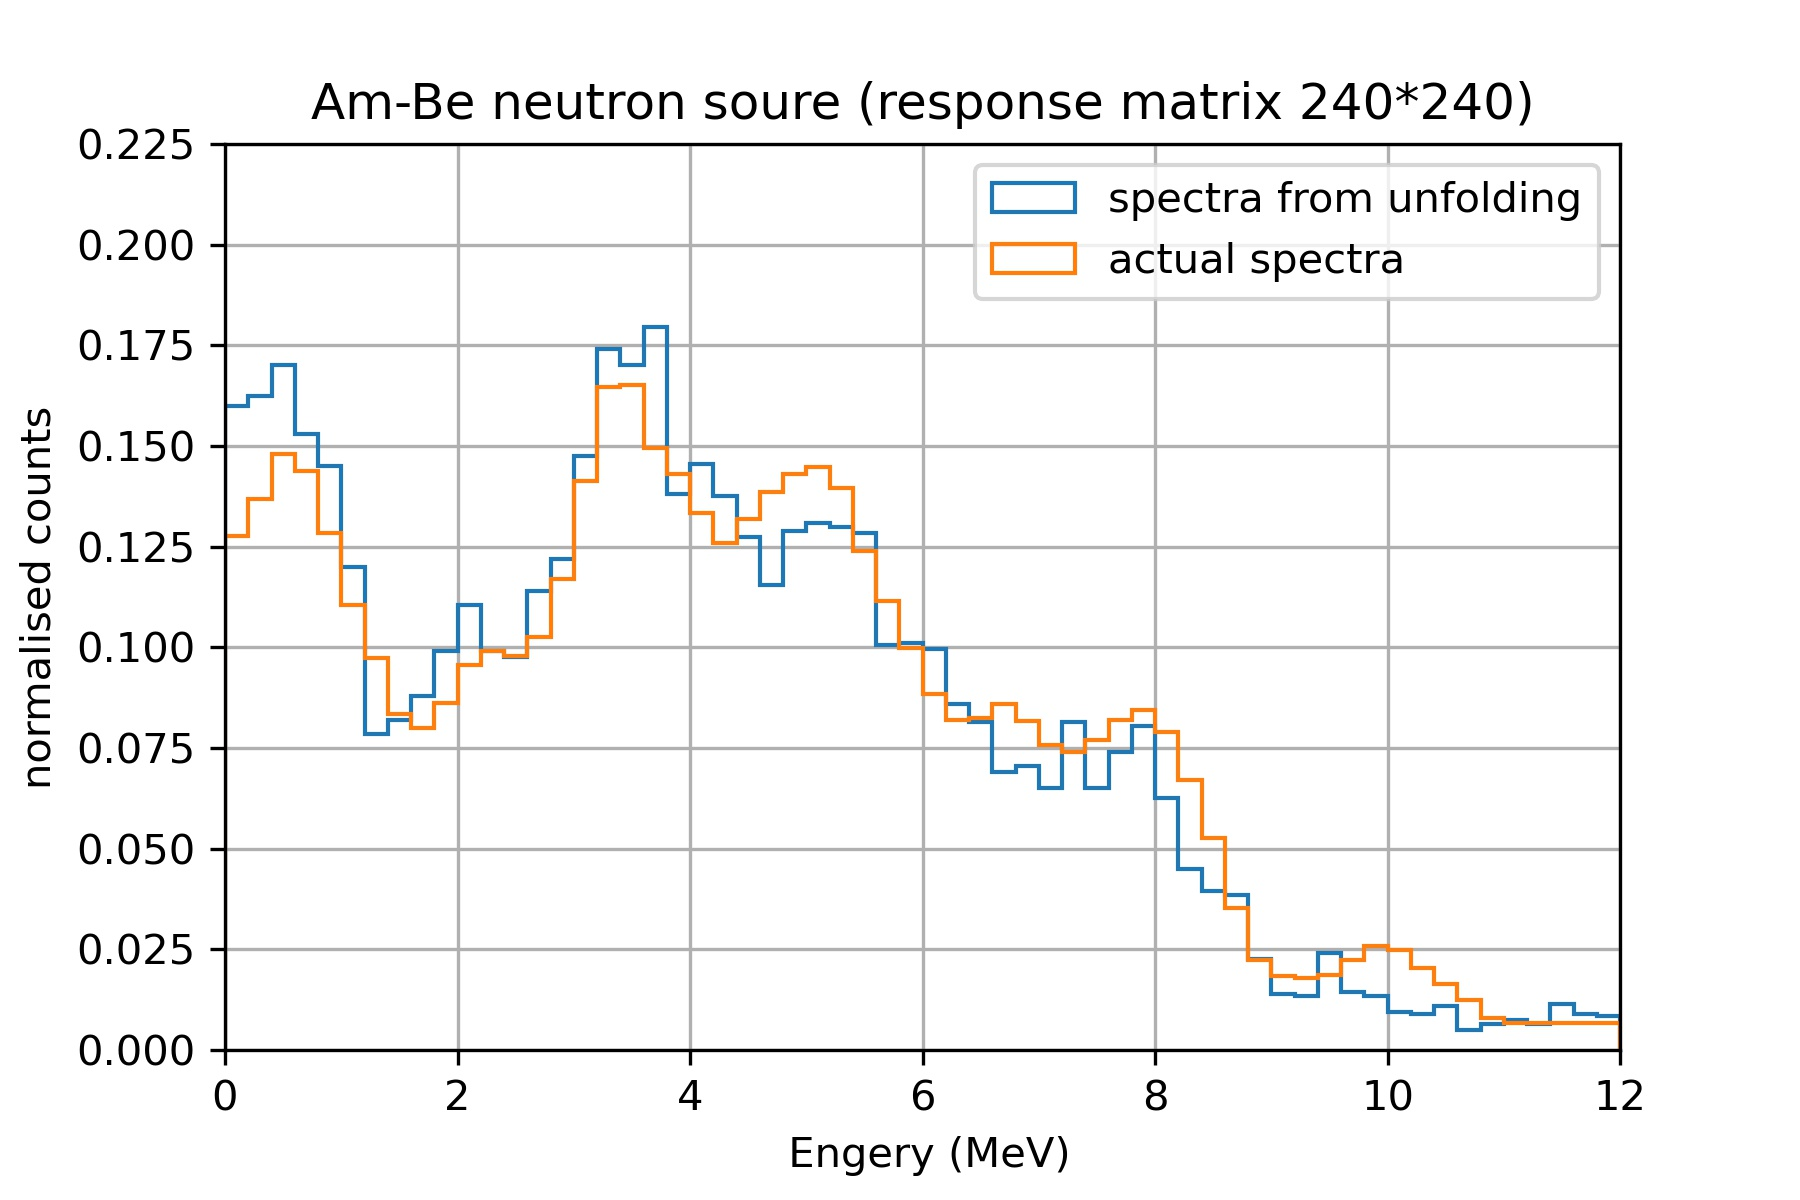 Am-Be neutron soure (response matrix 240*240)
spectra from unfolding
actual spectra
normalised counts
0.225
0.200
0.175
0.150
0.125
0.100
0.075
0.050
0.025
0.000
0 2 4 6 8 10 12
Engery (MeV)